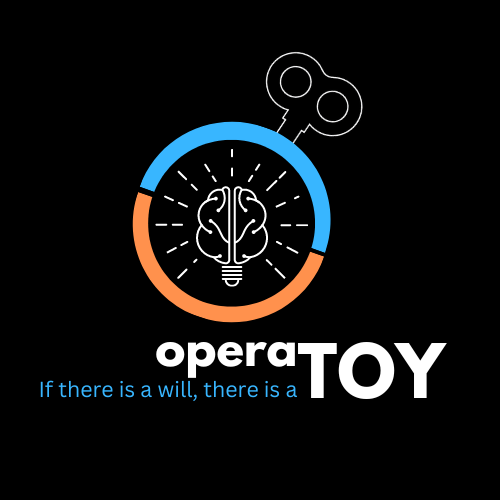 operaTOY
If there is a will, there is a